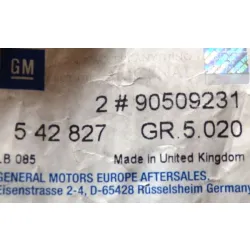 GM
2 # 90509231
5 42 827 GR.5.020
LB 085 Made in United Kingdom
GENERAL MOTORS EUROPE AFTERSALES,
Eisenstrasse 2-4, D-65428 Rüsselsheim Germany